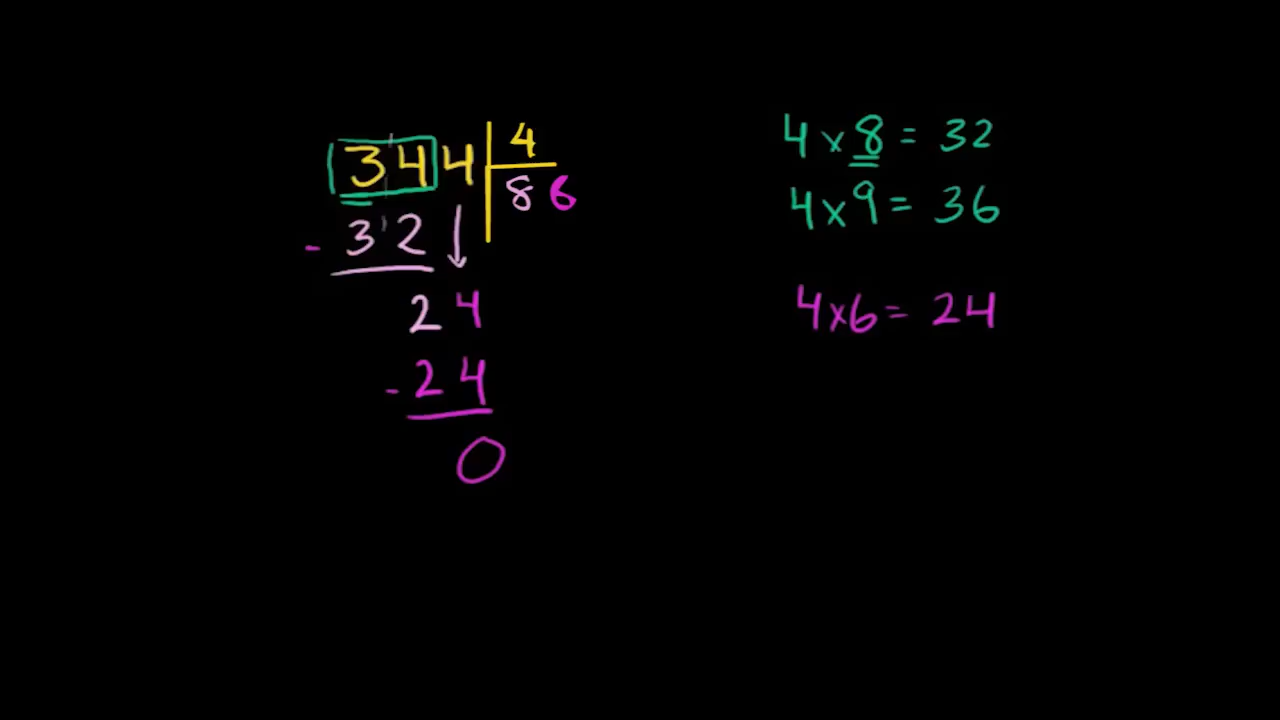 344 4
86
- 32
24
- 24
0
4 x 8 = 32
4 x 9 = 36
4 x 6 = 24